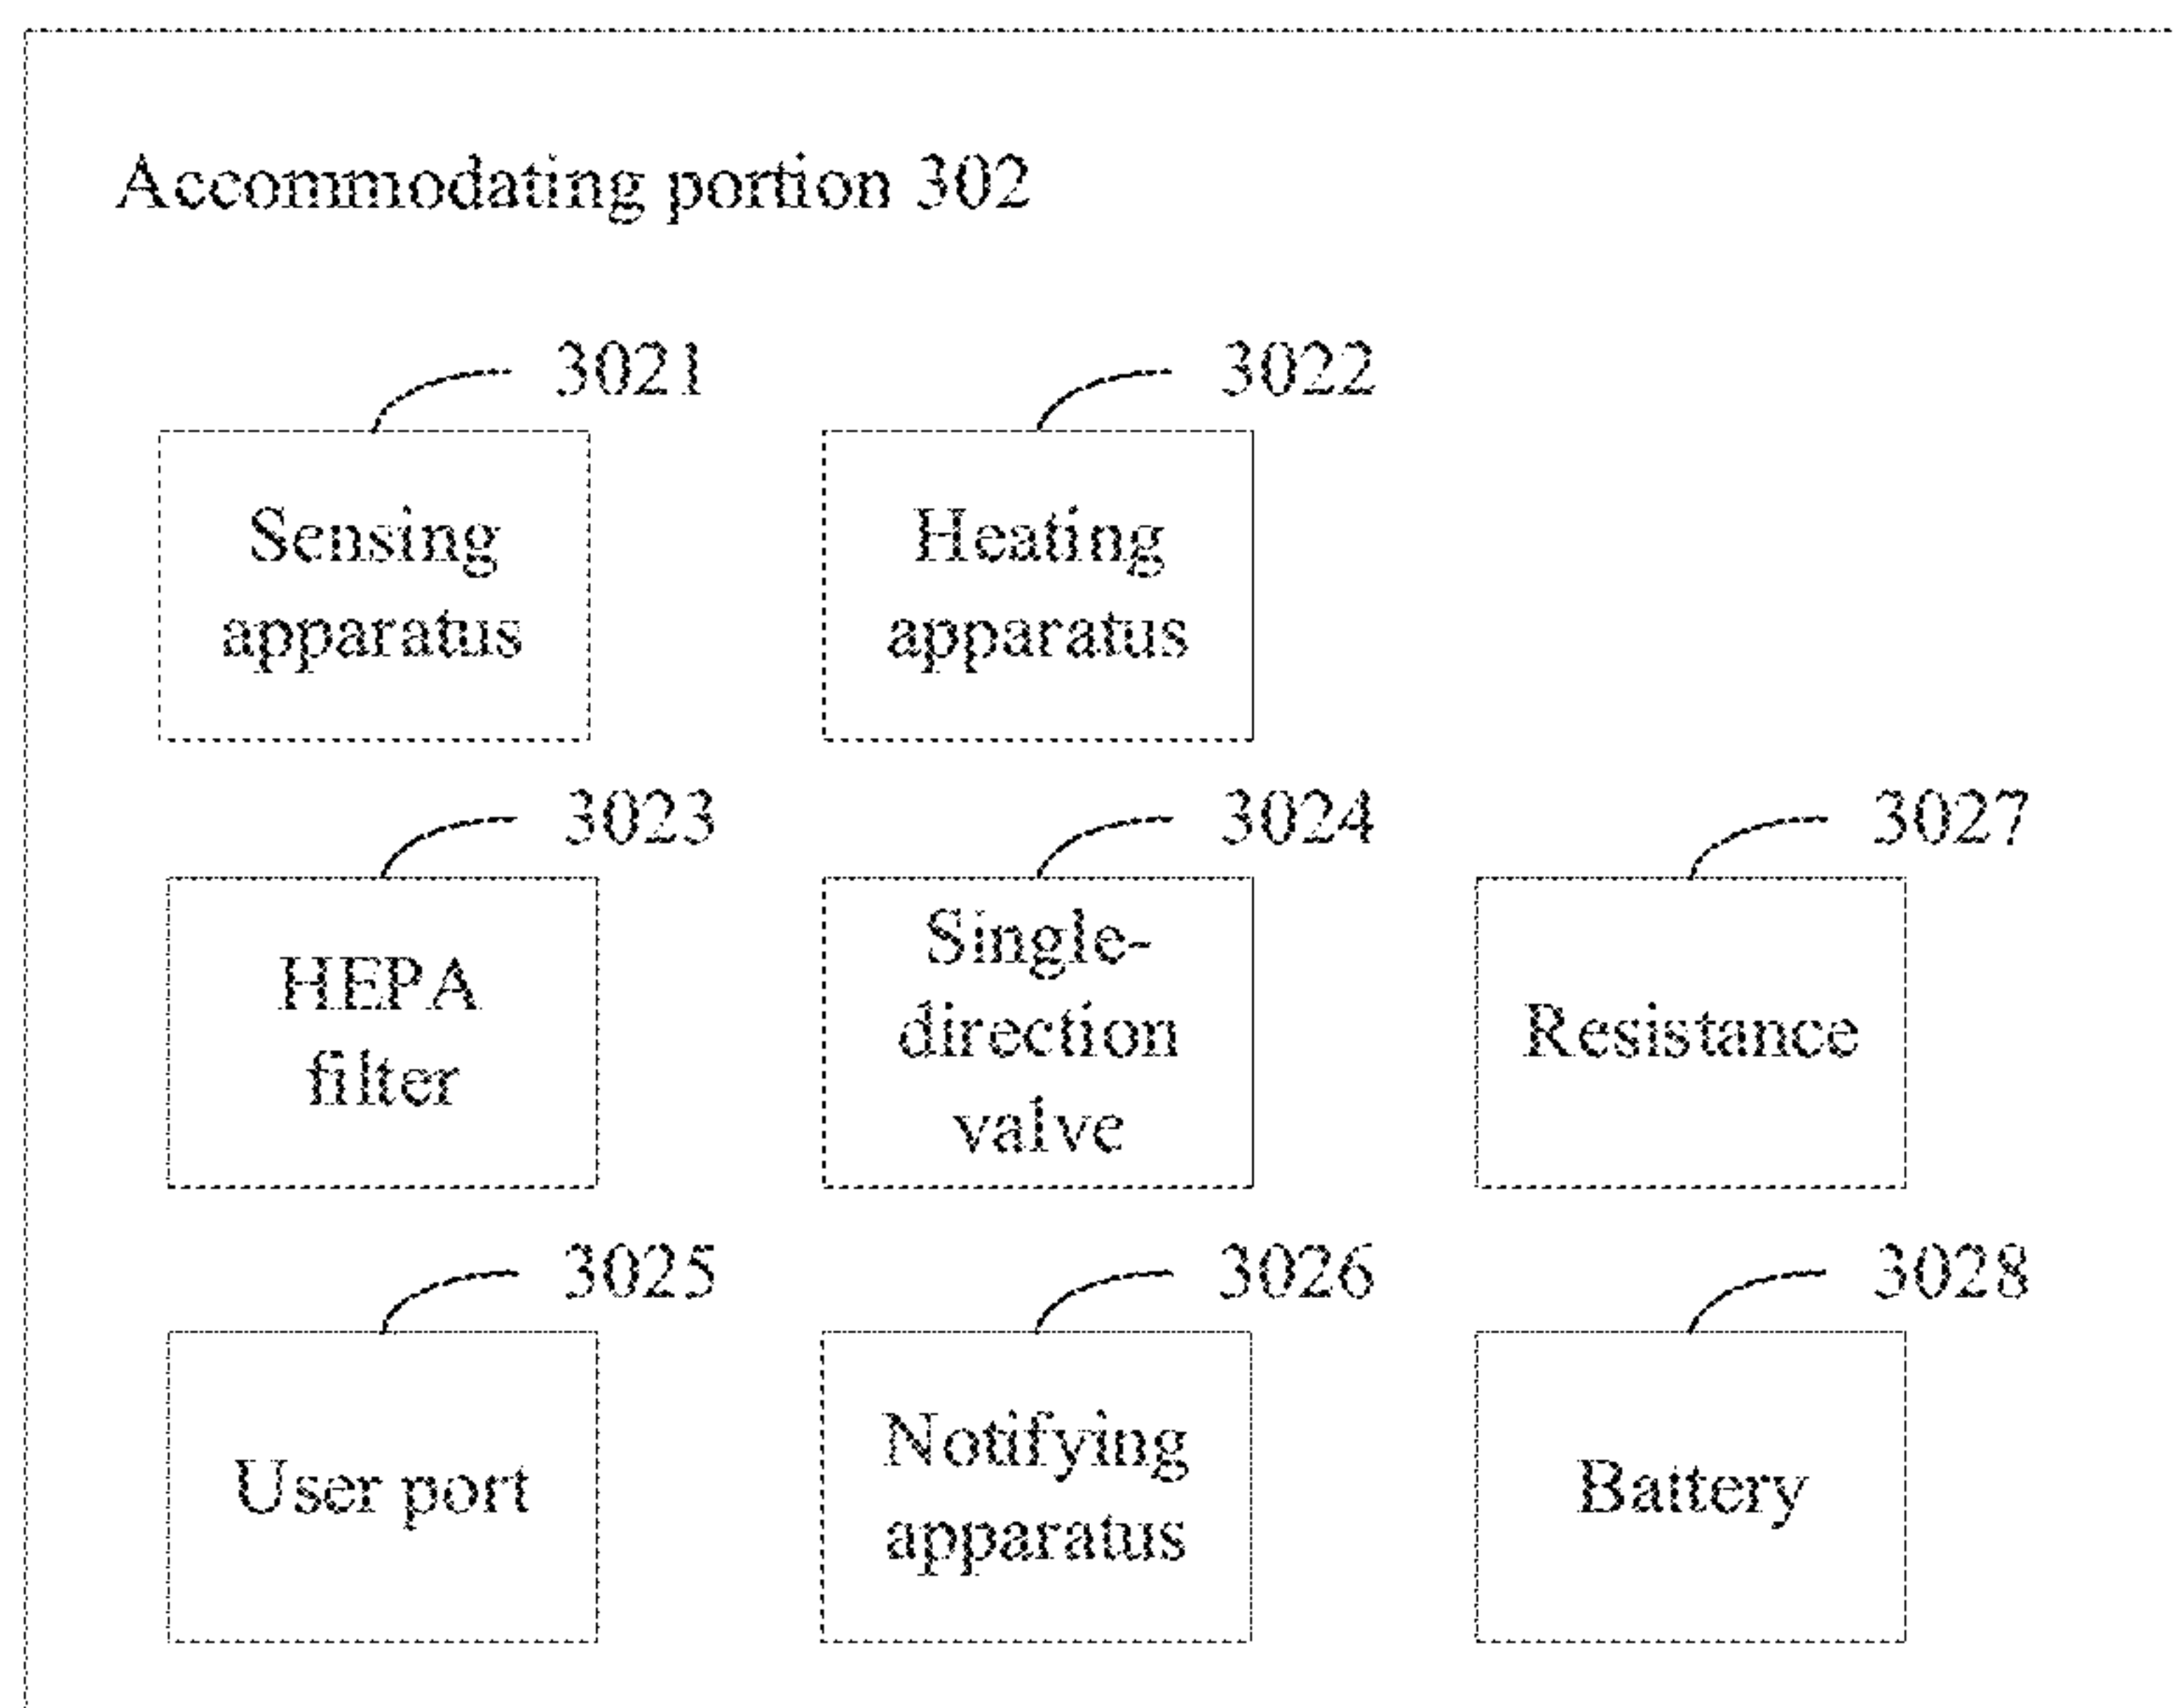 Accommodating portion 302
3021
3022
Sensing
apparatus
Heating
apparatus
3023
3024
3027
HEPA
filter
Single-
direction
valve
Resistance
3025
3026
3028
User port
Notifying
apparatus
Battery